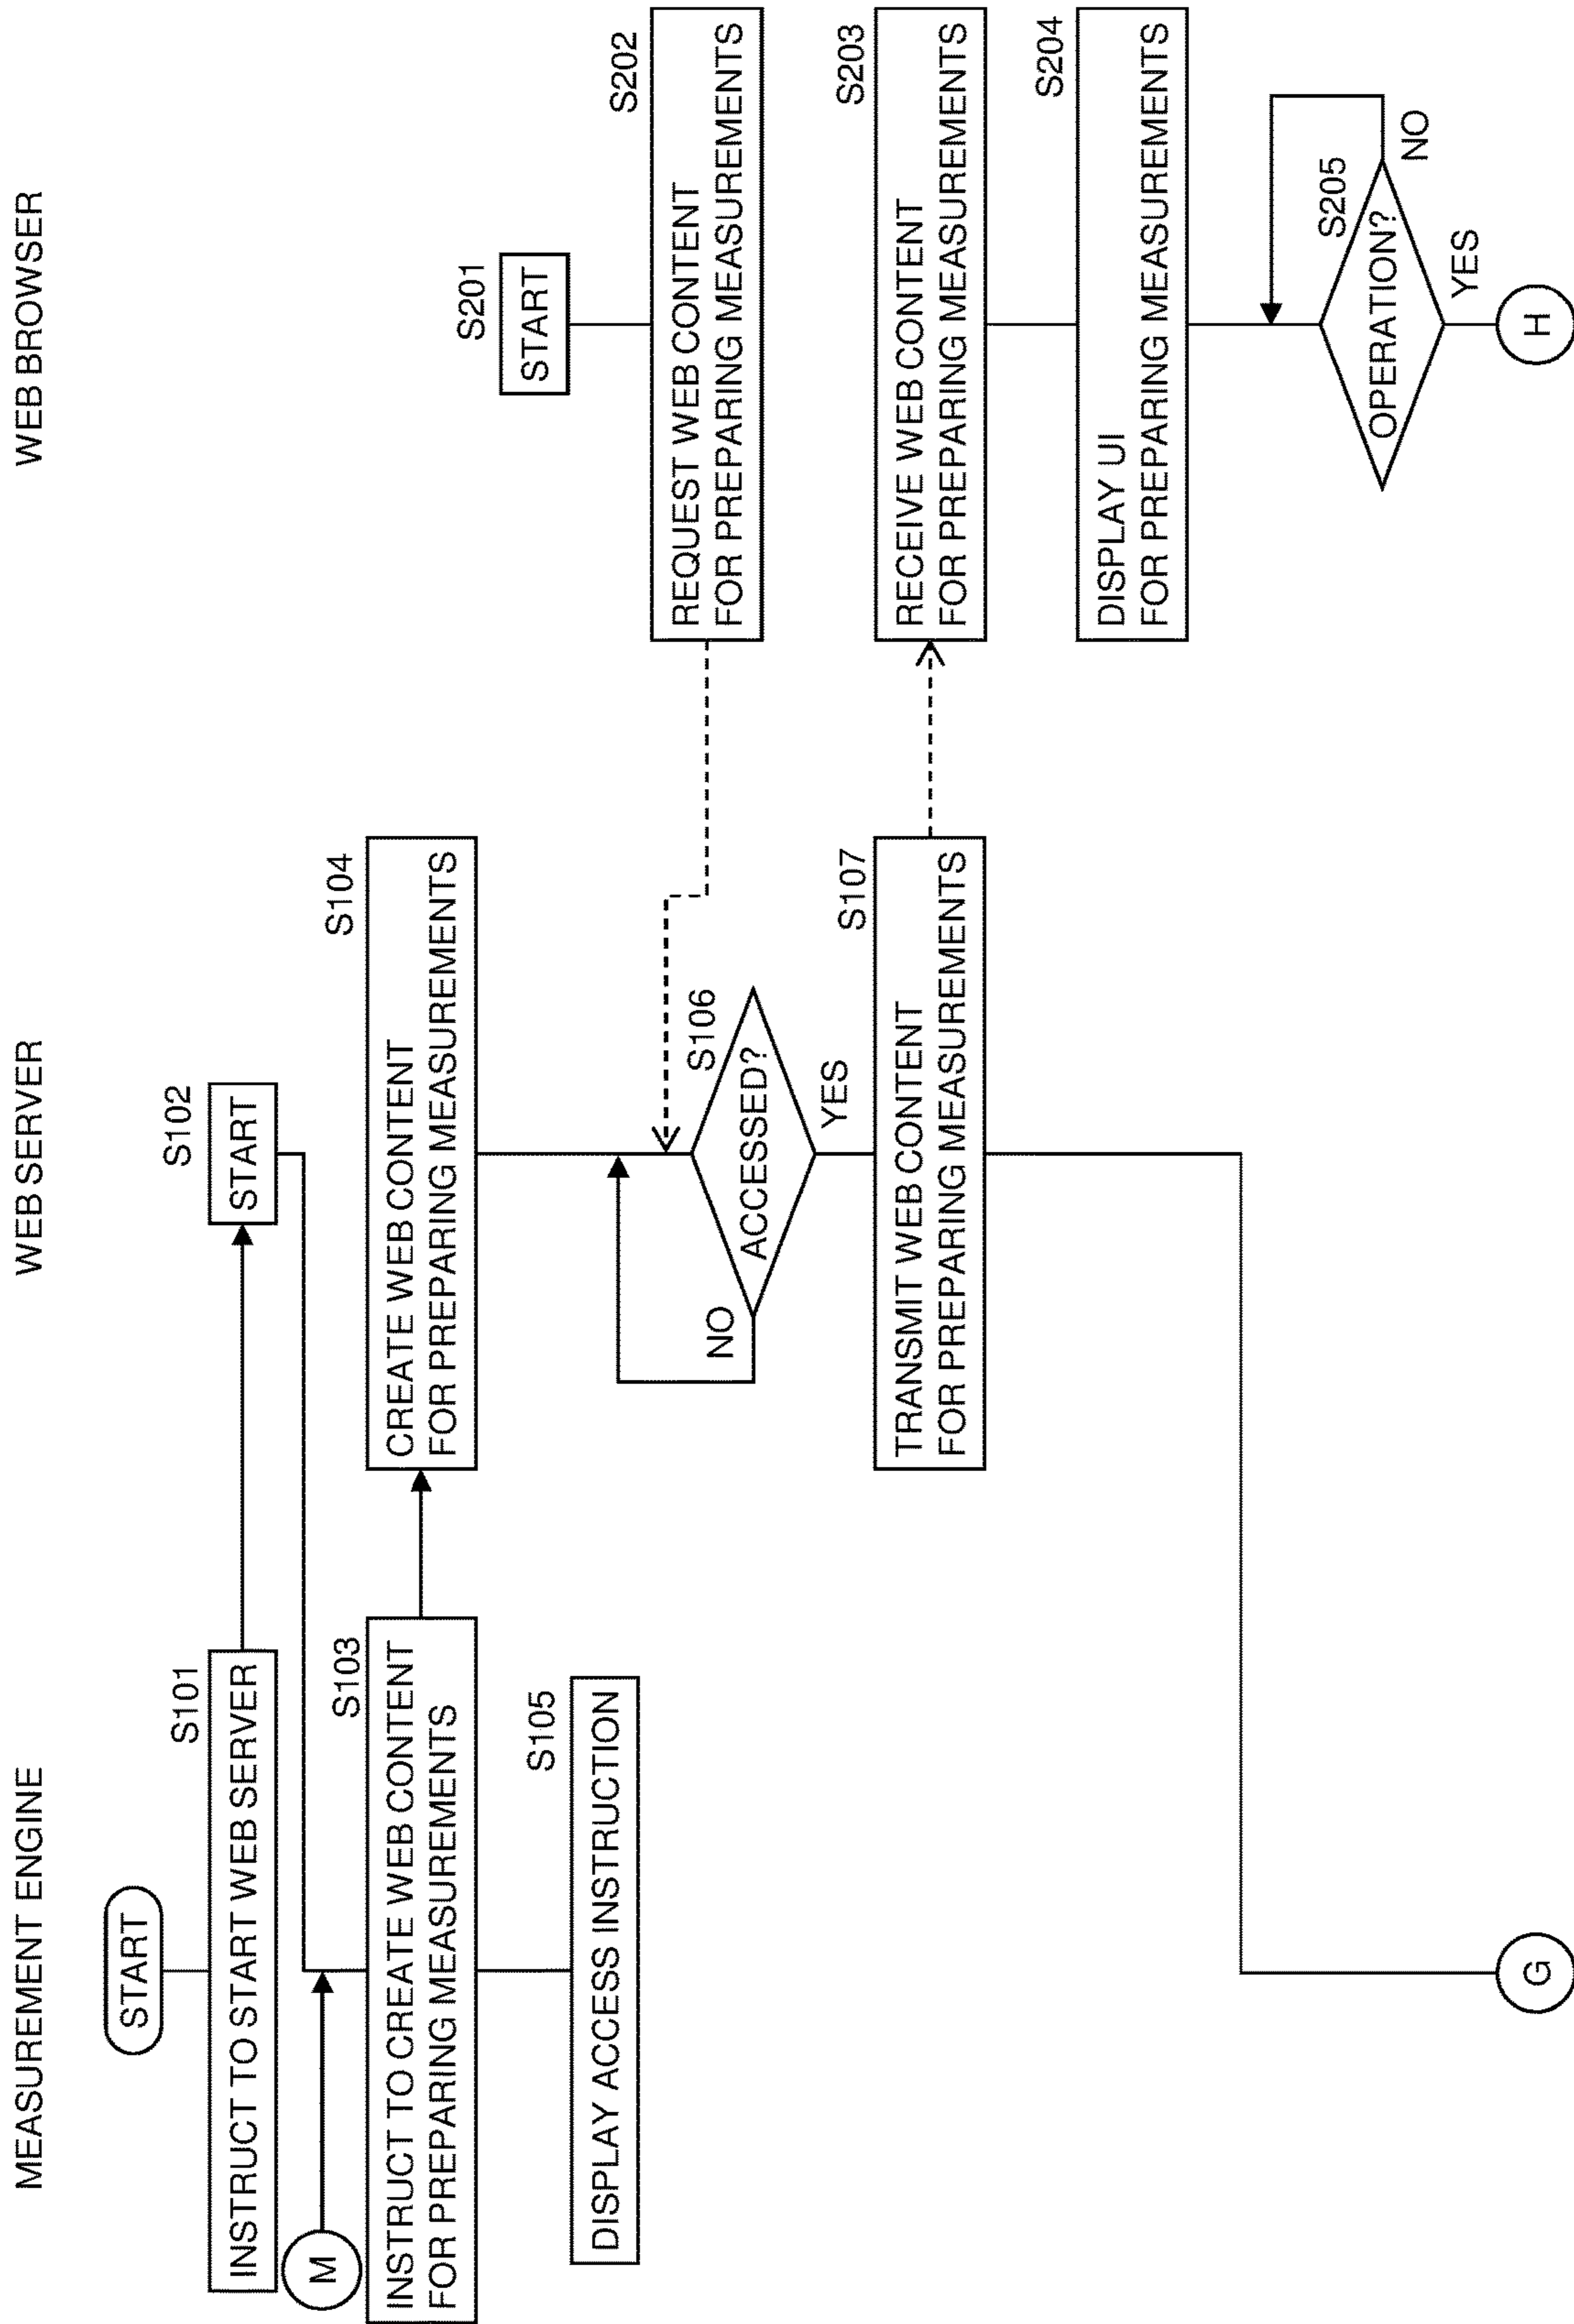 MEASUREMENT ENGINE
WEB SERVER
WEB BROWSER
START
S101
INSTRUCT TO START WEB SERVER
S102
START
M
S103
INSTRUCT TO CREATE WEB CONTENT
FOR PREPARING MEASUREMENTS
S104
CREATE WEB CONTENT
FOR PREPARING MEASUREMENTS
S105
DISPLAY ACCESS INSTRUCTION
S201
START
S202
REQUEST WEB CONTENT
FOR PREPARING MEASUREMENTS
S106
ACCESSED?
NO
YES
S107
TRANSMIT WEB CONTENT
FOR PREPARING MEASUREMENTS
S203
RECEIVE WEB CONTENT
FOR PREPARING MEASUREMENTS
S204
DISPLAY UI
FOR PREPARING MEASUREMENTS
S205
OPERATION?
NO
YES
G
H